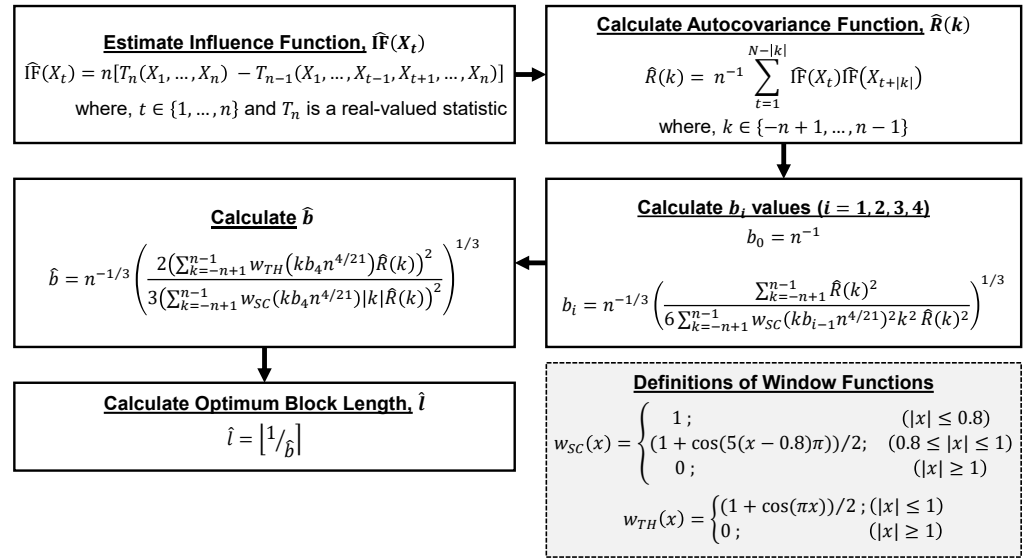 Estimate Influence Function, ÎF(X_t)
ÎF(X_t) = n[T_n(X_1, …, X_n) − T_{n−1}(X_1, …, X_{t−1}, X_{t+1}, …, X_n)]
where, t ∈ {1, …, n} and T_n is a real-valued statistic
Calculate Autocovariance Function, R̂(k)
R̂(k) = n^{−1} ∑_{t=1}^{N−|k|} ÎF(X_t)ÎF(X_{t+|k|})
where, k ∈ {−n + 1, …, n − 1}
Calculate b_i values (i = 1, 2, 3, 4)
b_0 = n^{−1}
b_i = n^{−1/3} (∑_{k=−n+1}^{n−1} R̂(k)^2 / 6 ∑_{k=−n+1}^{n−1} w_{SC}(kb_{i−1}n^{4/21})^2 k^2 R̂(k)^2)^{1/3}
Calculate b̂
b̂ = n^{−1/3} (2(∑_{k=−n+1}^{n−1} w_{TH}(kb_4n^{4/21})R̂(k))^2 / 3(∑_{k=−n+1}^{n−1} w_{SC}(kb_4n^{4/21})|k|R̂(k))^2)^{1/3}
Calculate Optimum Block Length, l̂
l̂ = ⌊1/b̂⌉
Definitions of Window Functions
w_{SC}(x) = { 1 ; (|x| ≤ 0.8)
(1 + cos(5(x − 0.8)π))/2; (0.8 ≤ |x| ≤ 1)
0 ; (|x| ≥ 1)
w_{TH}(x) = { (1 + cos(πx))/2 ; (|x| ≤ 1)
0 ; (|x| ≥ 1)